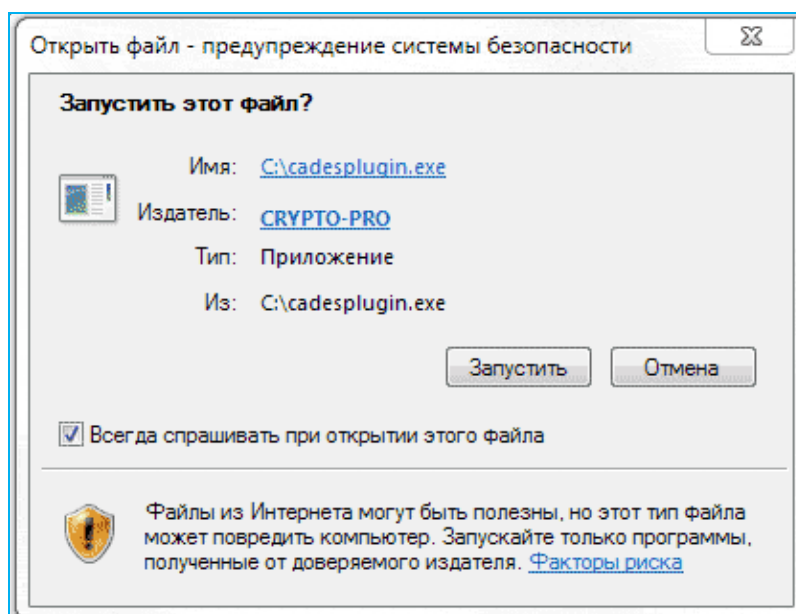 Открыть файл - предупреждение системы безопасности
Запустить этот файл?
Имя: C:\cadesplugin.exe
Издатель: CRYPTO-PRO
Тип: Приложение
Из: C:\cadesplugin.exe
Запустить Отмена
Всегда спрашивать при открытии этого файла
Файлы из Интернета могут быть полезны, но этот тип файла
может повредить компьютер. Запускайте только программы,
полученные от доверяемого издателя. Факторы риска